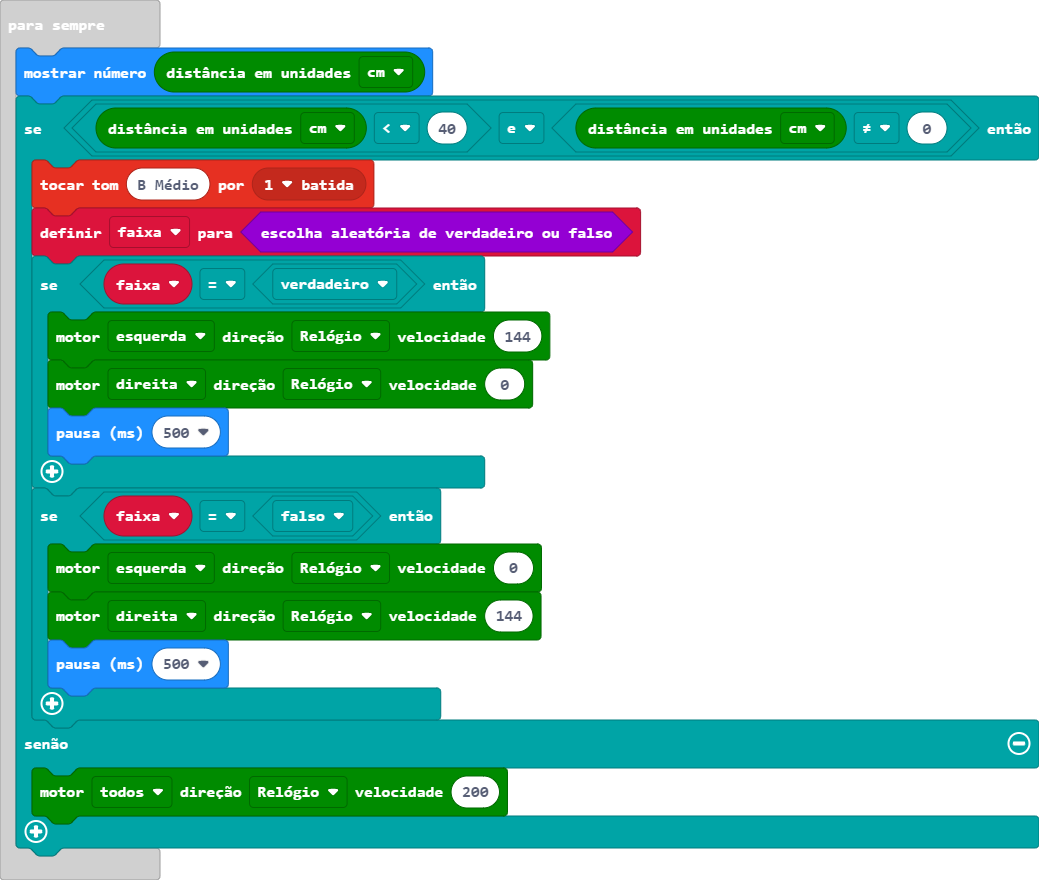 para sempre
mostrar número distância em unidades cm
se distância em unidades cm < 40 e distância em unidades cm ≠ 0 então
tocar tom B Médio por 1 batida
definir faixa para escolha aleatória de verdadeiro ou falso
se faixa = verdadeiro então
motor esquerda direção Relógio velocidade 144
motor direita direção Relógio velocidade 0
pausa (ms) 500
se faixa = falso então
motor esquerda direção Relógio velocidade 0
motor direita direção Relógio velocidade 144
pausa (ms) 500
senão
motor todos direção Relógio velocidade 200